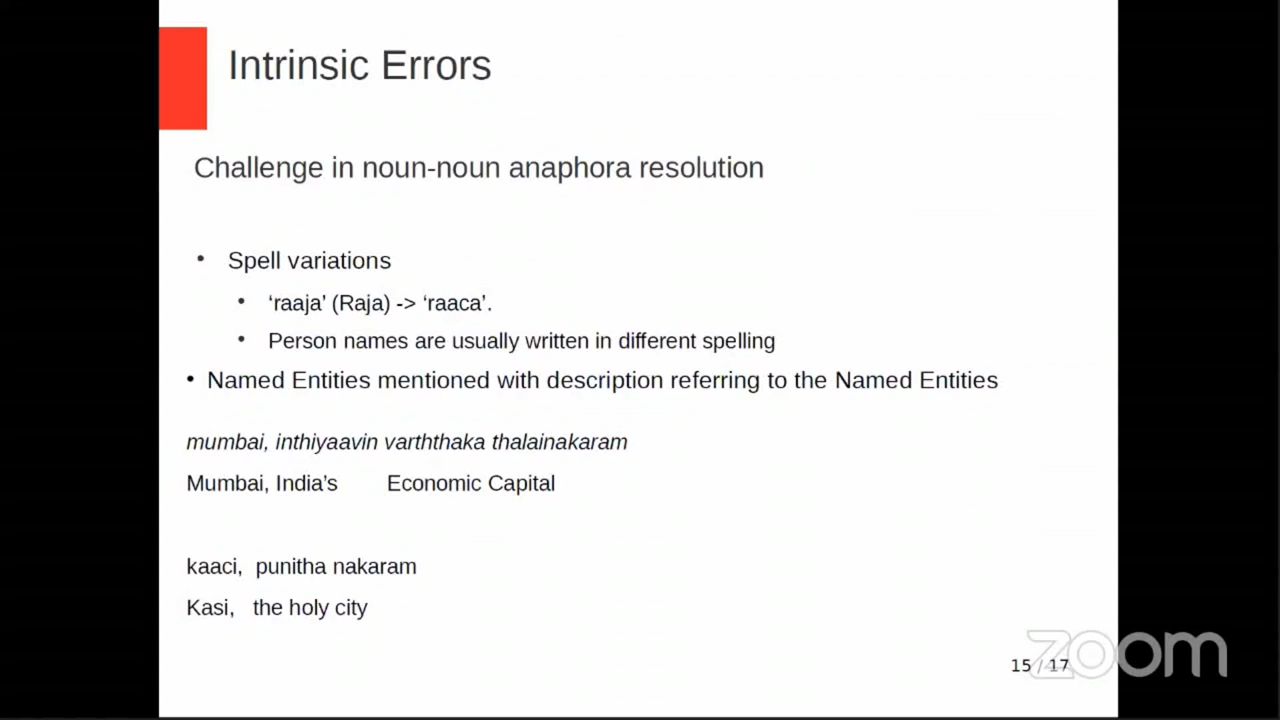 Intrinsic Errors
Challenge in noun-noun anaphora resolution
• Spell variations
• ‘raaja’ (Raja) -> ‘raaca’.
• Person names are usually written in different spelling
• Named Entities mentioned with description referring to the Named Entities
mumbai, inthiyaavin varththaka thalainakaram
Mumbai, India’s Economic Capital
kaaci, punitha nakaram
Kasi, the holy city
15 / 17
zoom